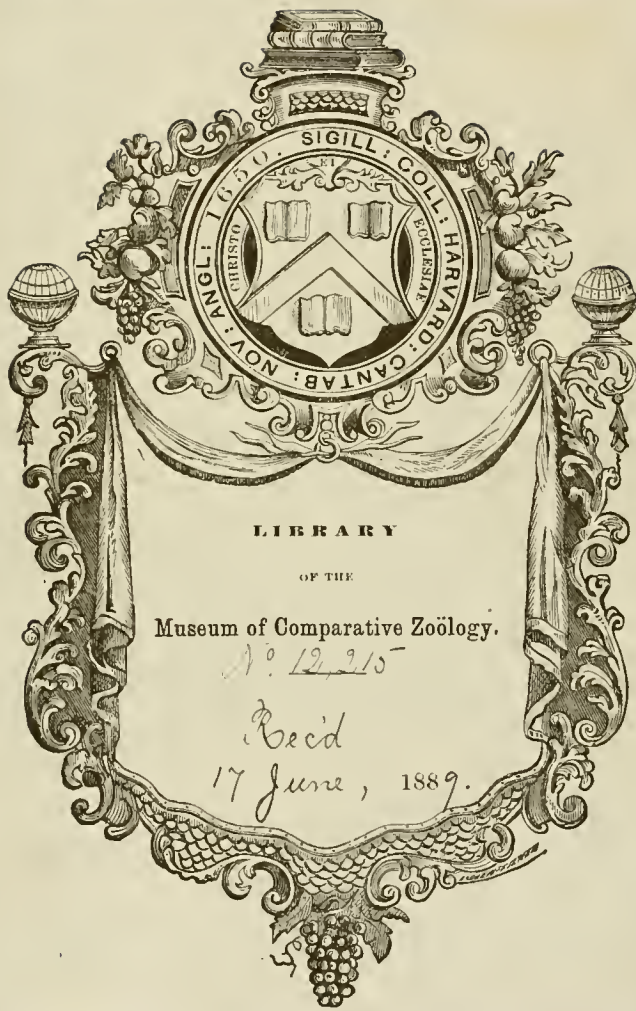 SIGILL: COLL: HARVARD: CANTAB: NOV: ANGL: 1650.
ET
CHRISTO
ECCLESIAE
LIBRARY
OF THE
Museum of Comparative Zoölogy.
No. 12,215
Rec'd
17 June, 1889.